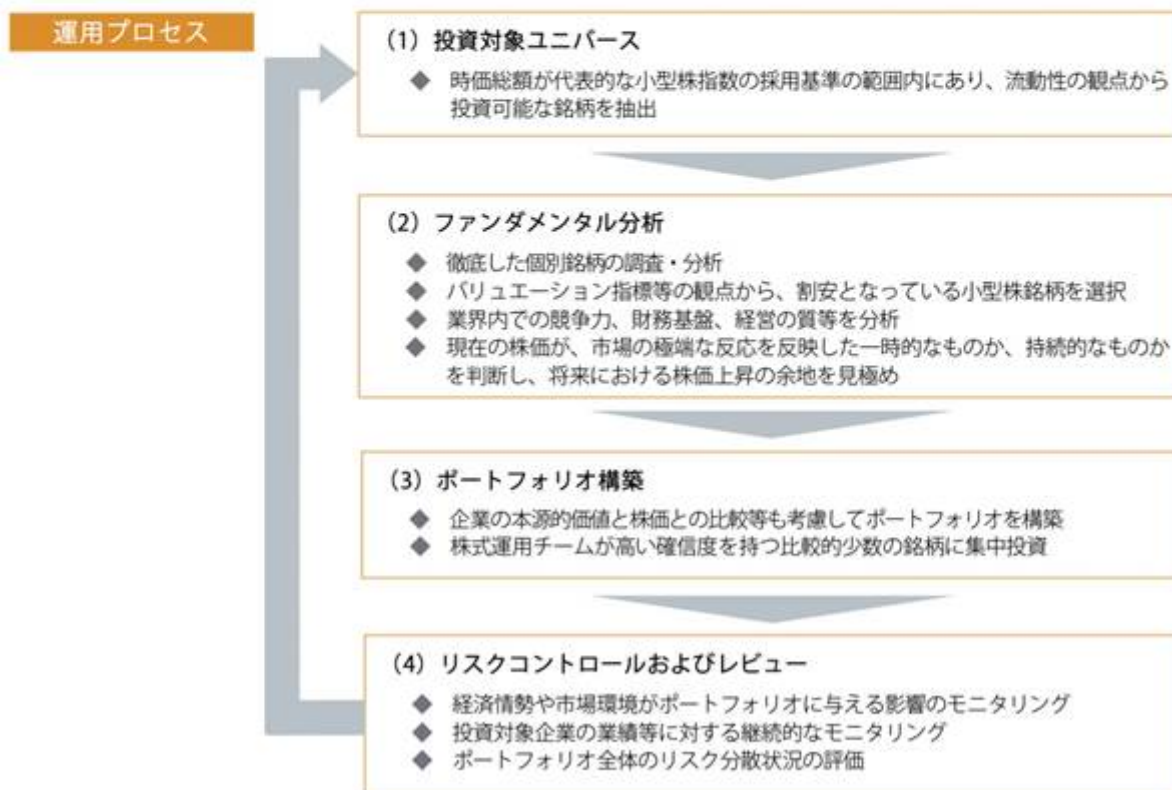 運用プロセス
(1) 投資対象ユニバース
◆ 時価総額が代表的な小型株指数の採用基準の範囲内にあり、流動性の観点から
投資可能な銘柄を抽出
(2) ファンダメンタル分析
◆ 徹底した個別銘柄の調査・分析
◆ バリュエーション指標等の観点から、割安となっている小型株銘柄を選択
◆ 業界内での競争力、財務基盤、経営の質等を分析
◆ 現在の株価が、市場の極端な反応を反映した一時的なものか、持続的なものか
を判断し、将来における株価上昇の余地を見極め
(3) ポートフォリオ構築
◆ 企業の本源的価値と株価との比較等も考慮してポートフォリオを構築
◆ 株式運用チームが高い確信度を持つ比較的少数の銘柄に集中投資
(4) リスクコントロールおよびレビュー
◆ 経済情勢や市場環境がポートフォリオに与える影響のモニタリング
◆ 投資対象企業の業績等に対する継続的なモニタリング
◆ ポートフォリオ全体のリスク分散状況の評価